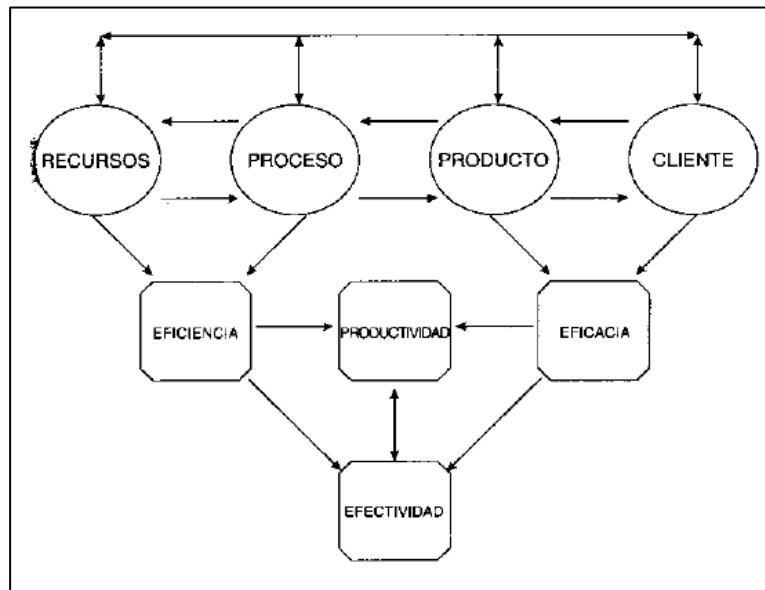 RECURSOS
PROCESO
PRODUCTO
CLIENTE
EFICIENCIA
PRODUCTIVIDAD
EFICACIA
EFECTIVIDAD